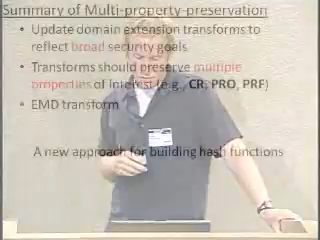 Summary of Multi-property-preservation
• Update domain extension transforms to
reflect broad security goals
• Transforms should preserve multiple
properties of interest (e.g., CR, PRO, PRF)
• EMD transform
A new approach for building hash functions